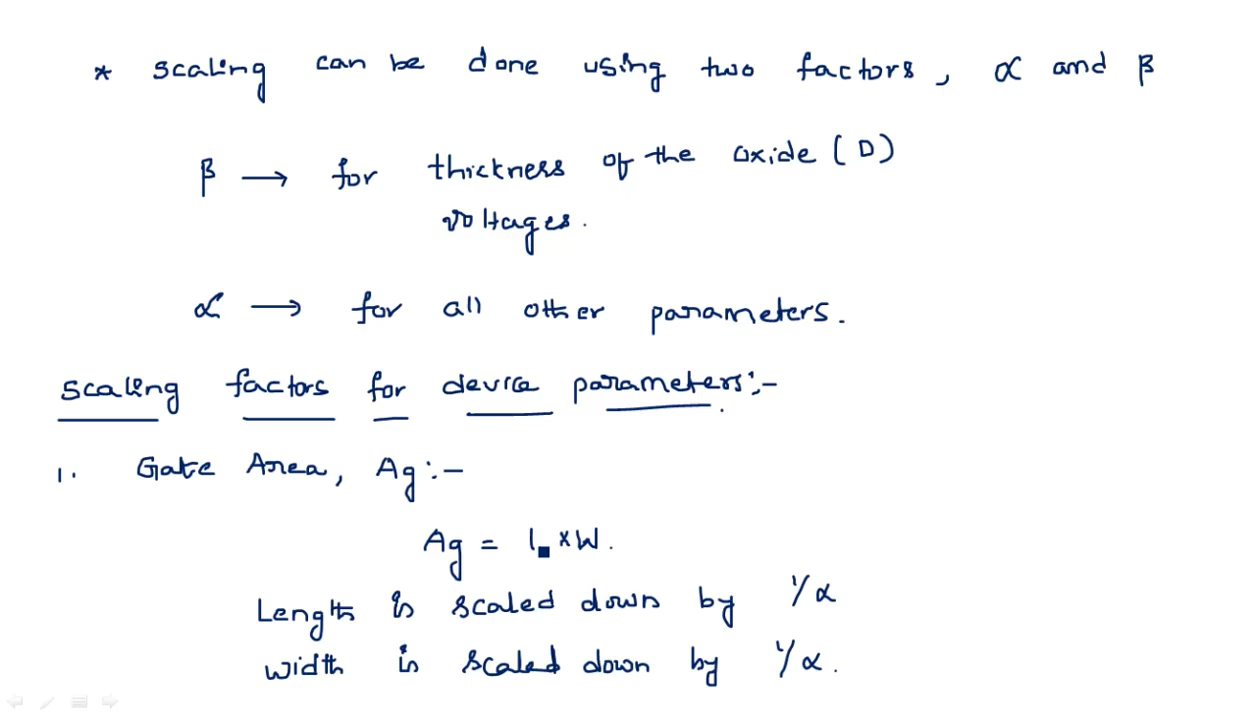 * scaling can be done using two factors, α and β
β → for thickness of the oxide (D)
voltages.
α → for all other parameters.
scaling factors for device parameters:-
1. Gate Area, Ag:-
Ag = L × W.
Length is scaled down by 1/α
width is scaled down by 1/α.